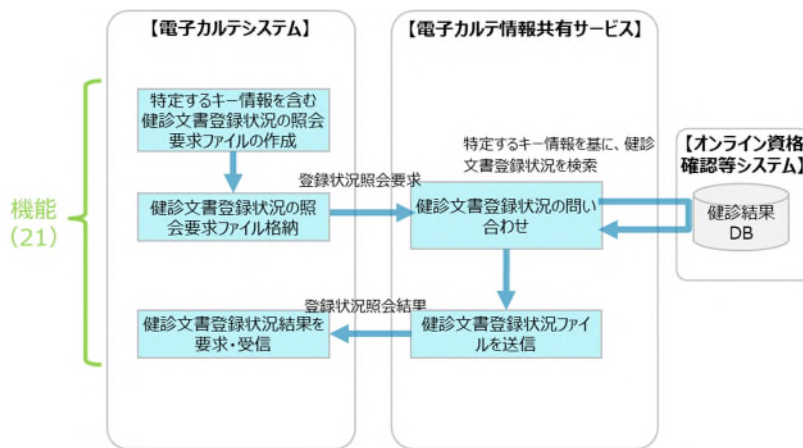 【電子カルテシステム】
【電子カルテ情報共有サービス】
特定するキー情報を含む
健診文書登録状況の照会
要求ファイルの作成
特定するキー情報を基に、健診
文書登録状況を検索
【オンライン資格
確認等システム】
登録状況照会要求
機能
(21)
健診文書登録状況の照
会要求ファイル格納
健診文書登録状況の問い
合わせ
健診結果
DB
登録状況照会結果
健診文書登録状況結果を
要求・受信
健診文書登録状況ファイ
ルを送信